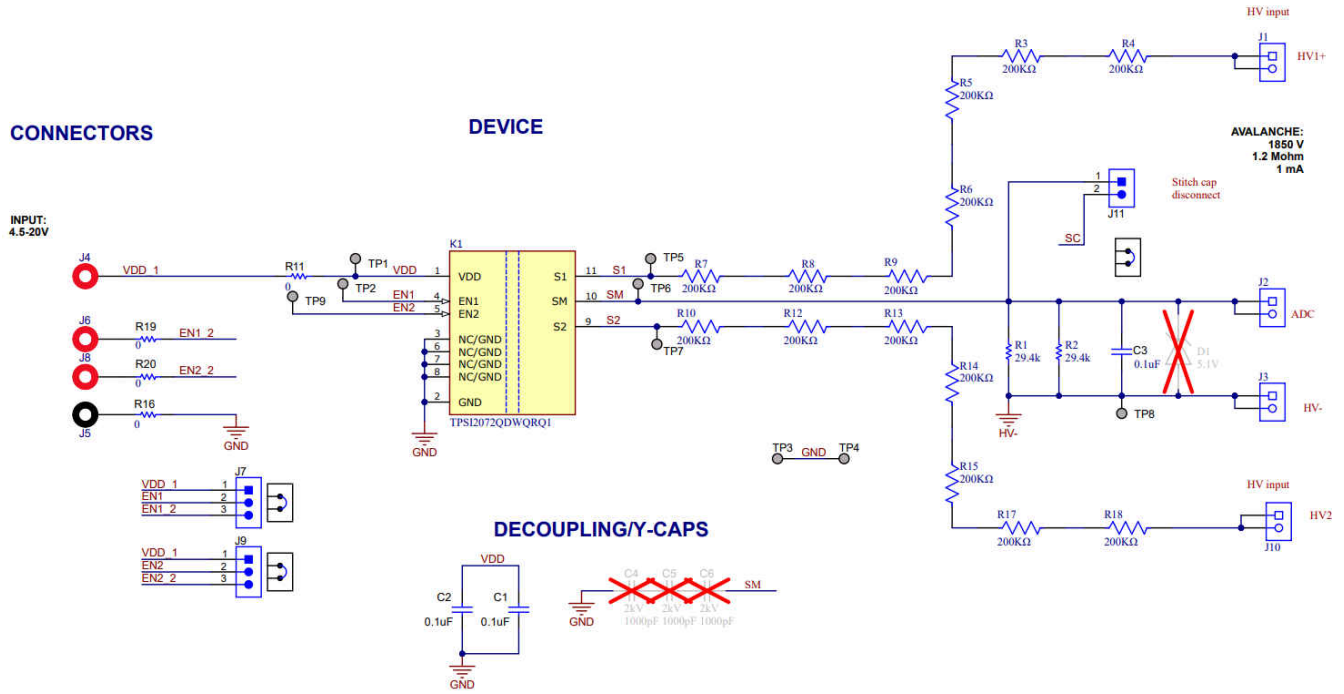 HV input
J1
HV1+
R3
200KΩ
R4
200KΩ
R5
200KΩ
CONNECTORS
DEVICE
AVALANCHE:
1850 V
1.2 Mohm
1 mA
R6
200KΩ
1
2
J11
Stitch cap
disconnect
SC
INPUT:
4.5-20V
J4
VDD_1
R11
0
TP1
VDD
TP2
TP9
EN1
EN2
K1
1
4
5
3
6
7
8
2
VDD
EN1
EN2
NC/GND
NC/GND
NC/GND
NC/GND
GND
S1
SM
S2
11
10
9
S1
SM
S2
TPSI2072QDWQRQ1
GND
TP5
TP6
TP7
R7
200KΩ
R8
200KΩ
R9
200KΩ
R10
200KΩ
R12
200KΩ
R13
200KΩ
J2
ADC
J6
R19
0
EN1_2
J8
R20
0
EN2_2
J5
R16
0
GND
R1
29.4k
R2
29.4k
C3
0.1uF
D1
5.1V
R14
200KΩ
J3
HV-
HV-
TP8
TP3
GND
TP4
R15
200KΩ
J7
VDD_1
1
EN1
2
EN1_2
3
HV input
R17
200KΩ
R18
200KΩ
HV2
J10
DECOUPLING/Y-CAPS
J9
VDD_1
1
EN2
2
EN2_2
3
VDD
C2
0.1uF
C1
0.1uF
GND
C4
2kV
1000pF
C5
2kV
1000pF
C6
2kV
1000pF
SM
GND